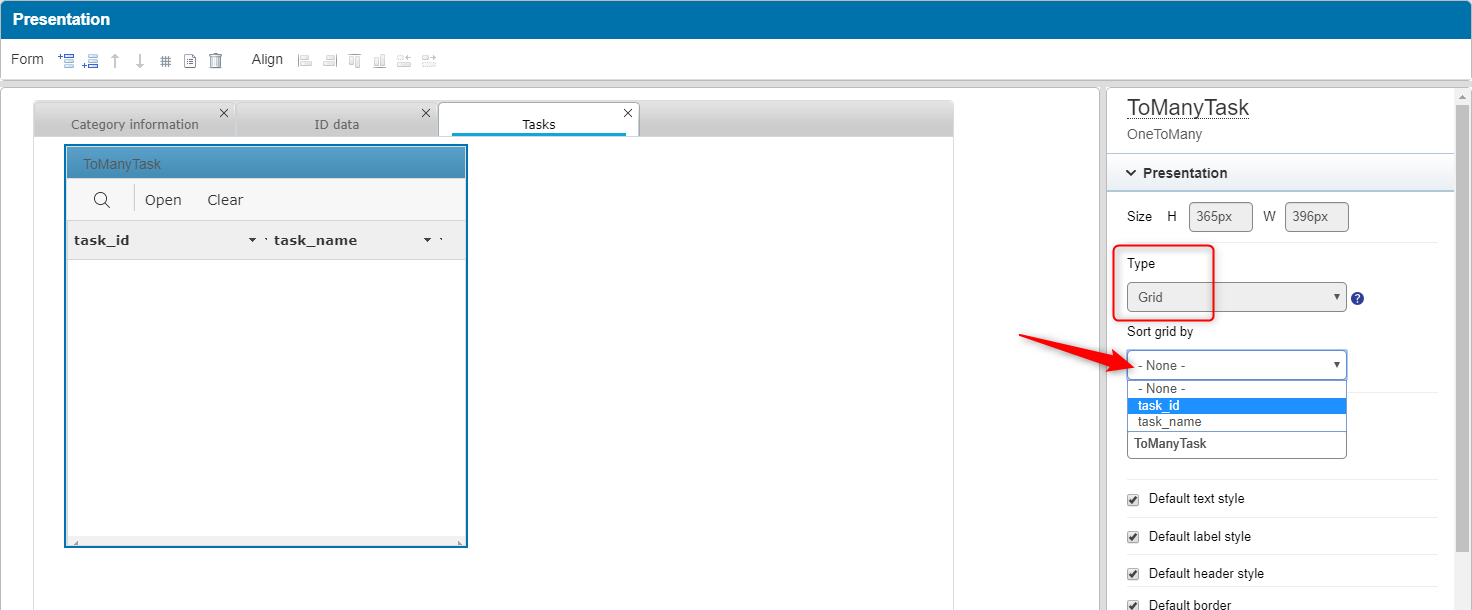 Presentation
Form Align
Category information ID data Tasks
ToManyTask
Open Clear
task_id task_name
ToManyTask
OneToMany
Presentation
Size H 365px W 396px
Type
Grid ?
Sort grid by
- None -
- None -
task_id
task_name
ToManyTask
Default text style
Default label style
Default header style
Default border